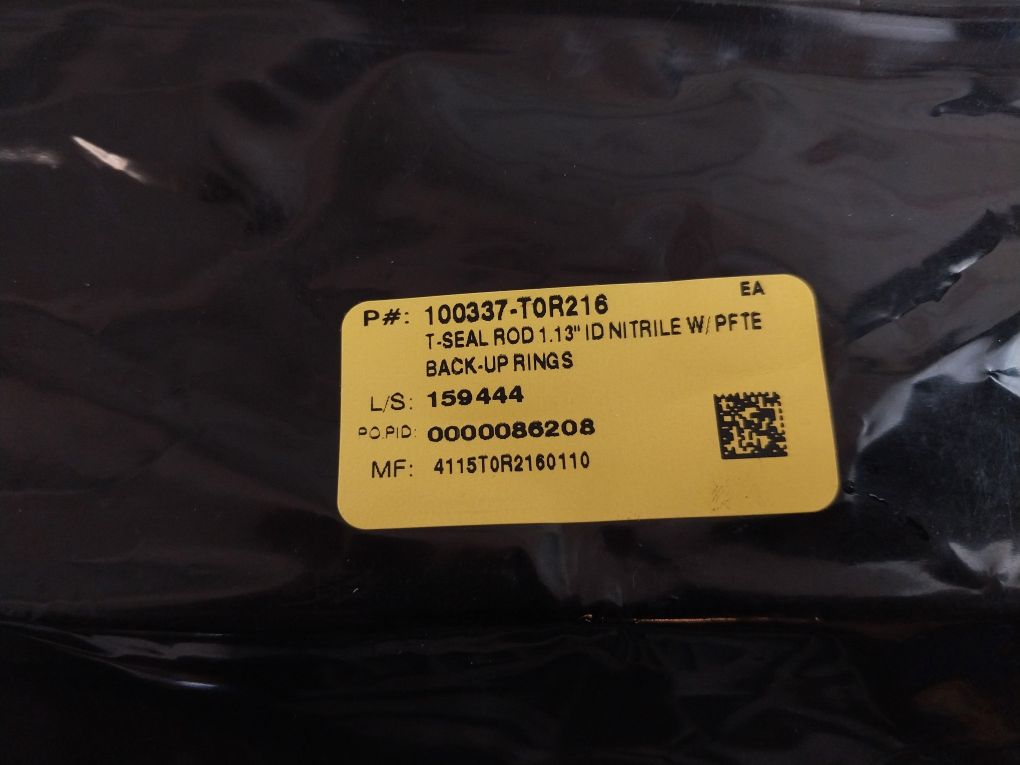 EA
P#: 100337-T0R216
T-SEAL ROD 1.13" ID NITRILE W/ PFTE
BACK-UP RINGS
L/S: 159444
PO.PID: 0000086208
MF: 4115T0R2160110